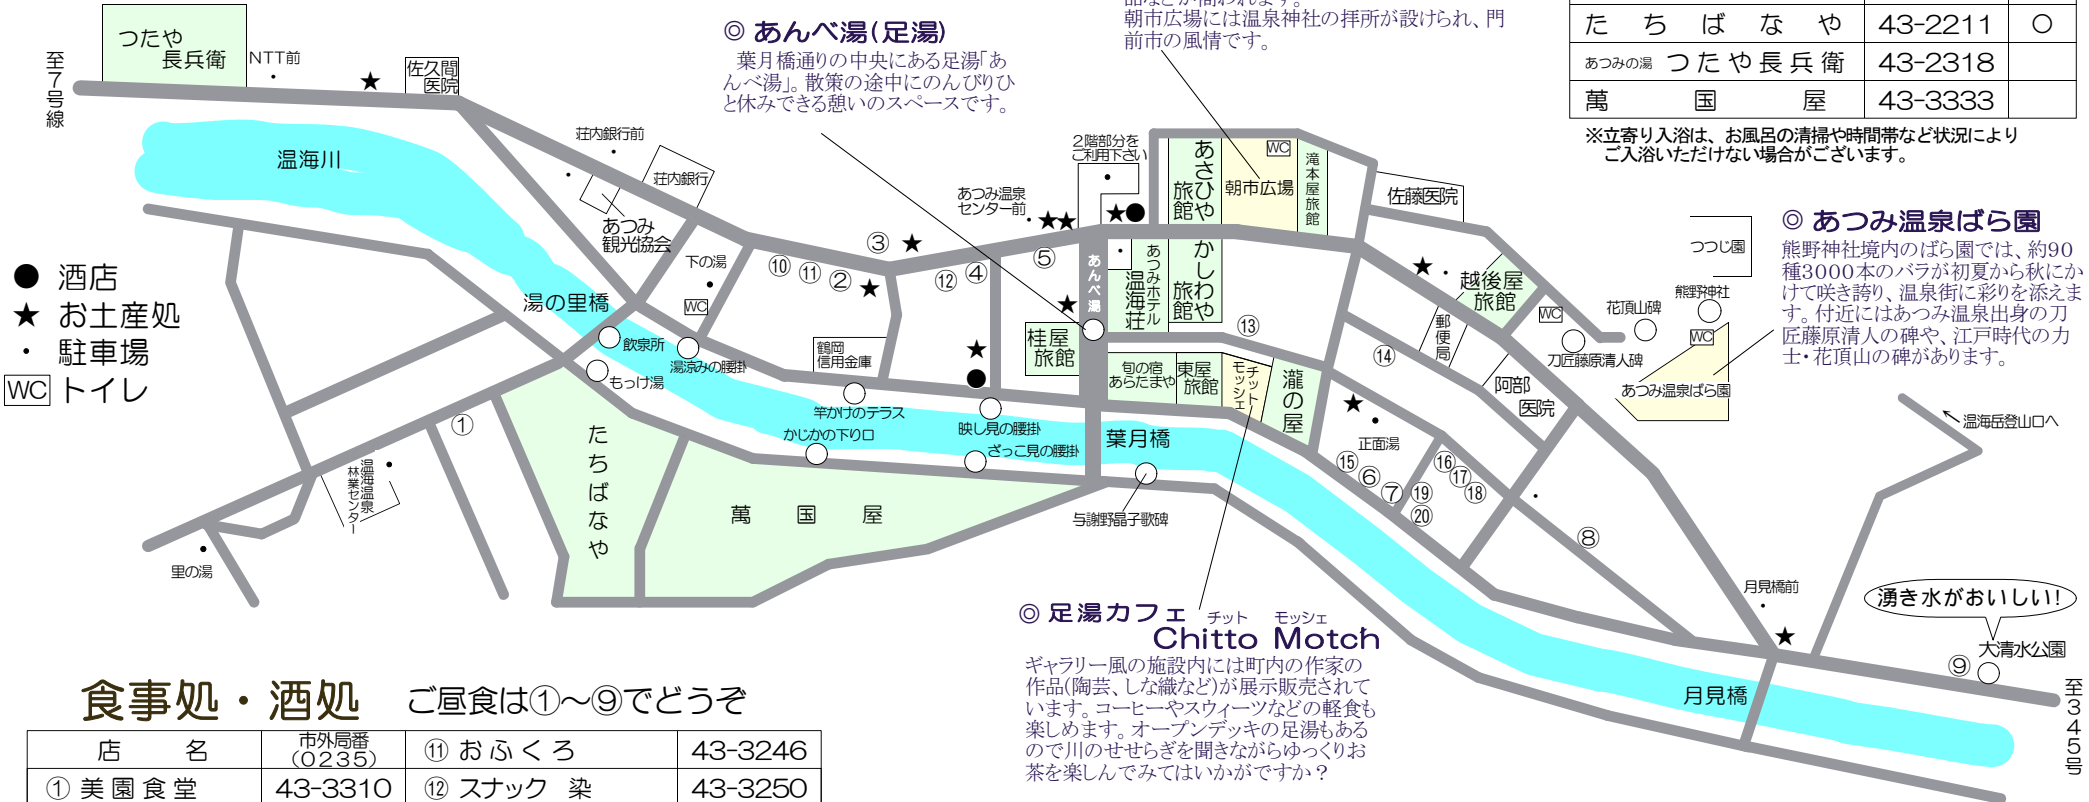 つたや
長兵衛
NTT前
至7号線
佐久間
医院
◎ あんべ湯(足湯)
葉月橋通りの中央にある足湯「あ
んべ湯」。散策の途中にのんびりひ
と休みできる憩いのスペースです。
朝市広場には温泉神社の拝所が設けられ、門
前市の風情です。
たちばなや 43-2211 ○
あつみの湯 つたや長兵衛 43-2318
萬国屋 43-3333
※立寄り入浴は、お風呂の清掃や時間帯など状況により
ご入浴いただけない場合がございます。
温海川
荘内銀行前
荘内銀行
あつみ
観光協会
下の湯
WC
湯の里橋
飲泉所
湯涼みの腰掛
もっけ湯
⑩ ⑪ ② ③ ⑫ ④ ⑤
あつみ温泉
センター前
2階部分を
ご利用下さい
あさひや
旅館
WC
朝市広場
滝本屋旅館
佐藤医院
あんべ湯
あつみホテル
温海荘
かしわや
旅館
⑬
桂屋
旅館
旬の宿
あらたまや
東屋
旅館
チット
モッシェ
瀧の屋
鶴岡
信用金庫
竿かけのテラス
かじかの下り口
映し見の腰掛
ざっこ見の腰掛
葉月橋
与謝野晶子歌碑
越後屋
旅館
郵便局
⑭
阿部
医院
WC
刀匠藤原清人碑
花頂山碑
熊野神社
WC
つつじ園
あつみ温泉ばら園
◎ あつみ温泉ばら園
熊野神社境内のばら園では、約90
種3000本のバラが初夏から秋にか
けて咲き誇り、温泉街に彩りを添えま
す。付近にはあつみ温泉出身の刀
匠藤原清人の碑や、江戸時代の力
士・花頂山の碑があります。
温海岳登山口へ
正面湯
⑮ ⑥ ⑦ ⑯ ⑰ ⑱ ⑲ ⑳
⑧
● 酒店
★ お土産処
・ 駐車場
WC トイレ
①
温海温泉
林業センター
里の湯
たちばなや
萬国屋
月見橋前
湧き水がおいしい!
⑨
大清水公園
月見橋
至345号
◎ 足湯カフェ チット モッシェ
Chitto Motch
ギャラリー風の施設内には町内の作家の
作品(陶芸、しな織など)が展示販売されて
います。コーヒーやスウィーツなどの軽食も
楽しめます。オープンデッキの足湯もある
ので川のせせらぎを聞きながらゆっくりお
茶を楽しんでみてはいかがですか?
食事処・酒処 ご昼食は①～⑨でどうぞ
店名 市外局番(0235) ⑪ おふくろ 43-3246
① 美園食堂 43-3310 ⑫ スナック 染 43-3250